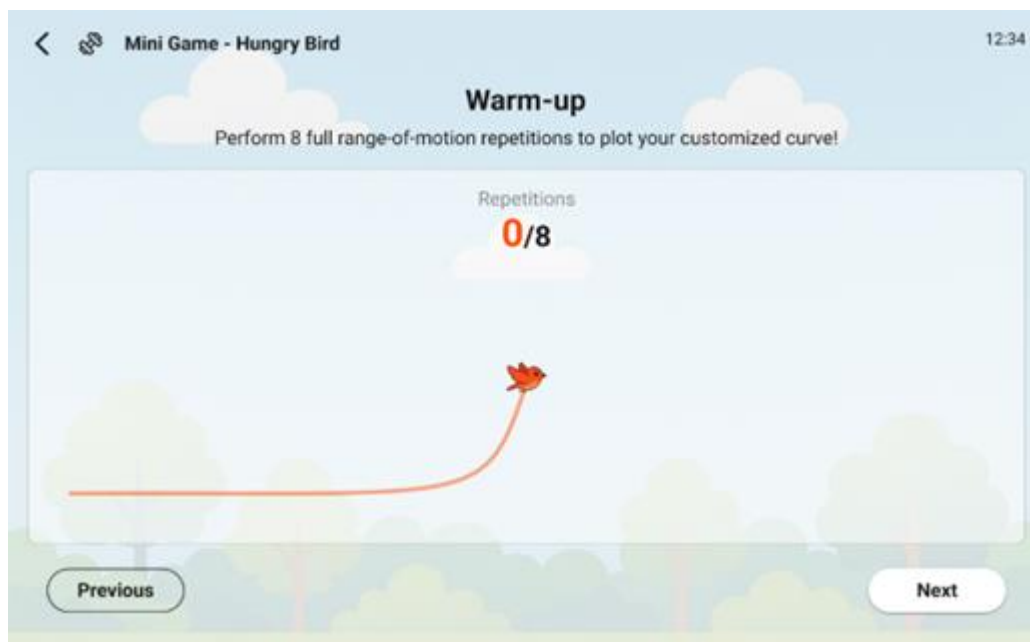 Mini Game - Hungry Bird
12:34
Warm-up
Perform 8 full range-of-motion repetitions to plot your customized curve!
Repetitions
0/8
Previous
Next